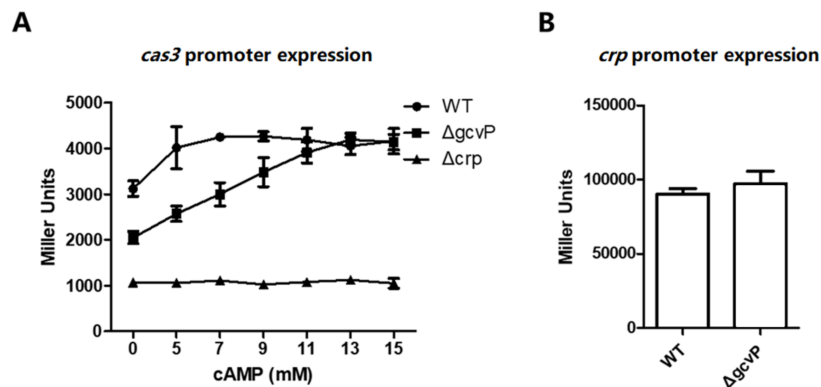 A
cas3 promoter expression
Miller Units
5000
4000
3000
2000
1000
0
0 5 7 9 11 13 15
cAMP (mM)
WT
ΔgcvP
Δcrp
B
crp promoter expression
Miller Units
150000
100000
50000
0
WT
ΔgcvP